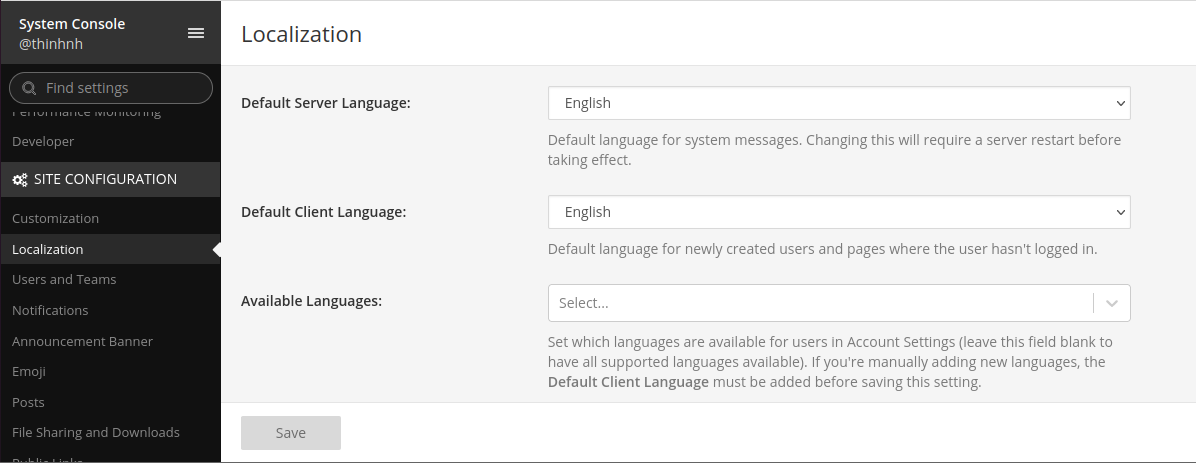 System Console
@thinhnh
Find settings
Performance Monitoring
Developer
SITE CONFIGURATION
Customization
Localization
Users and Teams
Notifications
Announcement Banner
Emoji
Posts
File Sharing and Downloads
Public Links
Localization
Default Server Language:
English
Default language for system messages. Changing this will require a server restart before
taking effect.
Default Client Language:
English
Default language for newly created users and pages where the user hasn't logged in.
Available Languages:
Select...
Set which languages are available for users in Account Settings (leave this field blank to
have all supported languages available). If you're manually adding new languages, the
Default Client Language must be added before saving this setting.
Save